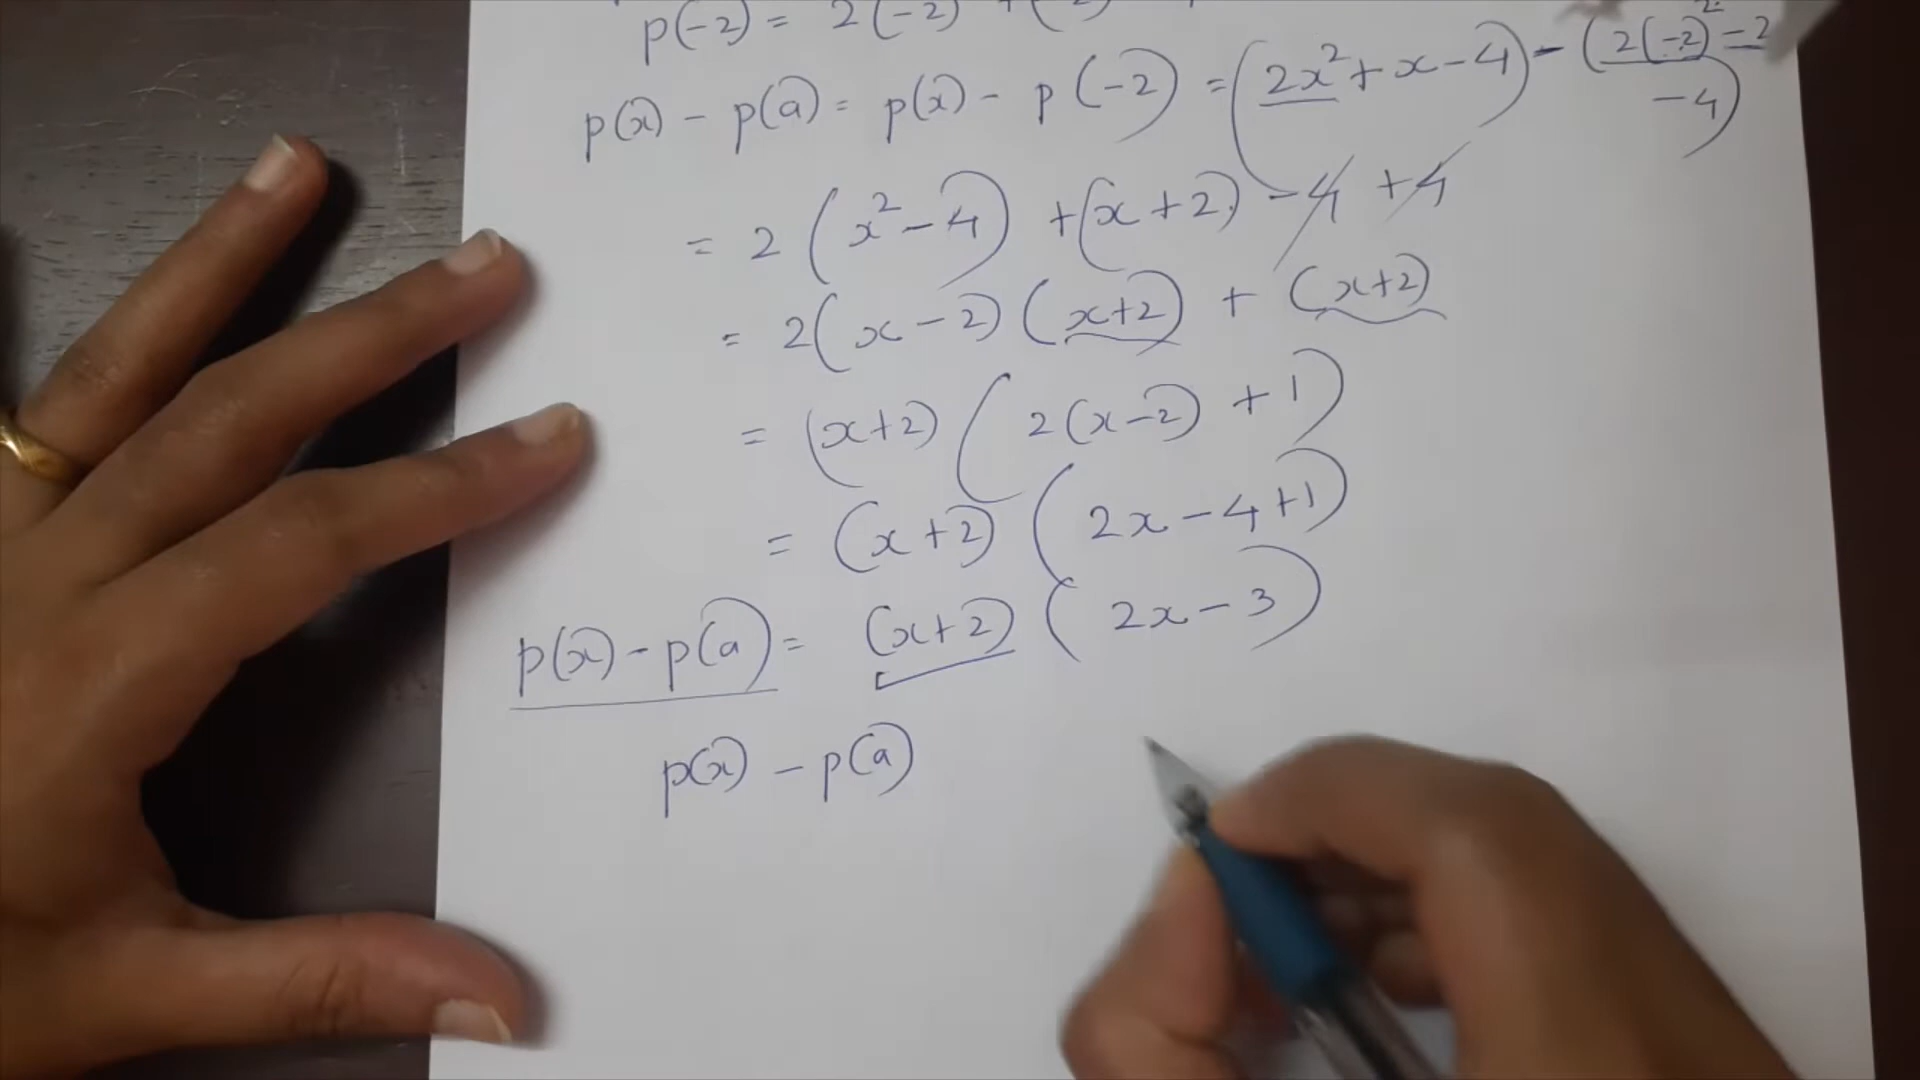 p(-2) = 2(-2)
p(x) - p(a) = p(x) - p(-2) = (2x² + x - 4) - (2(-2)² - 2
- 4)
= 2(x² - 4) + (x + 2) - 4 + 4
= 2(x - 2)(x+2) + (x+2)
= (x+2)(2(x-2) + 1)
= (x+2)(2x - 4 + 1)
p(x) - p(a) = (x+2)(2x - 3)
p(x) - p(a)